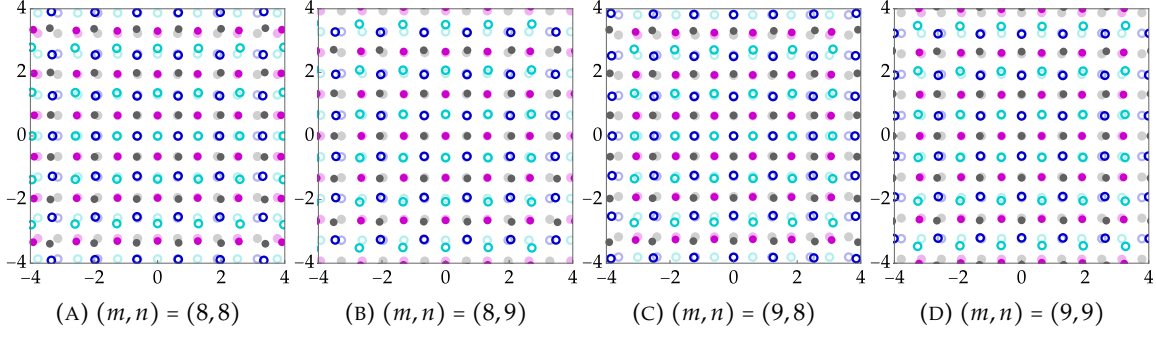 4 4 4 4
2 2 2 2
0 0 0 0
−2 −2 −2 −2
−4 −4 −4 −4
−4 −2 0 2 4 −4 −2 0 2 4 −4 −2 0 2 4 −4 −2 0 2 4
(A) (m, n) = (8, 8) (B) (m, n) = (8, 9) (C) (m, n) = (9, 8) (D) (m, n) = (9, 9)